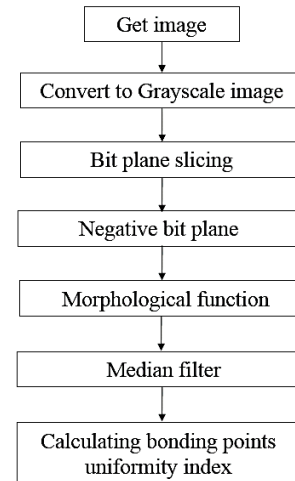 Get image
Convert to Grayscale image
Bit plane slicing
Negative bit plane
Morphological function
Median filter
Calculating bonding points
uniformity index